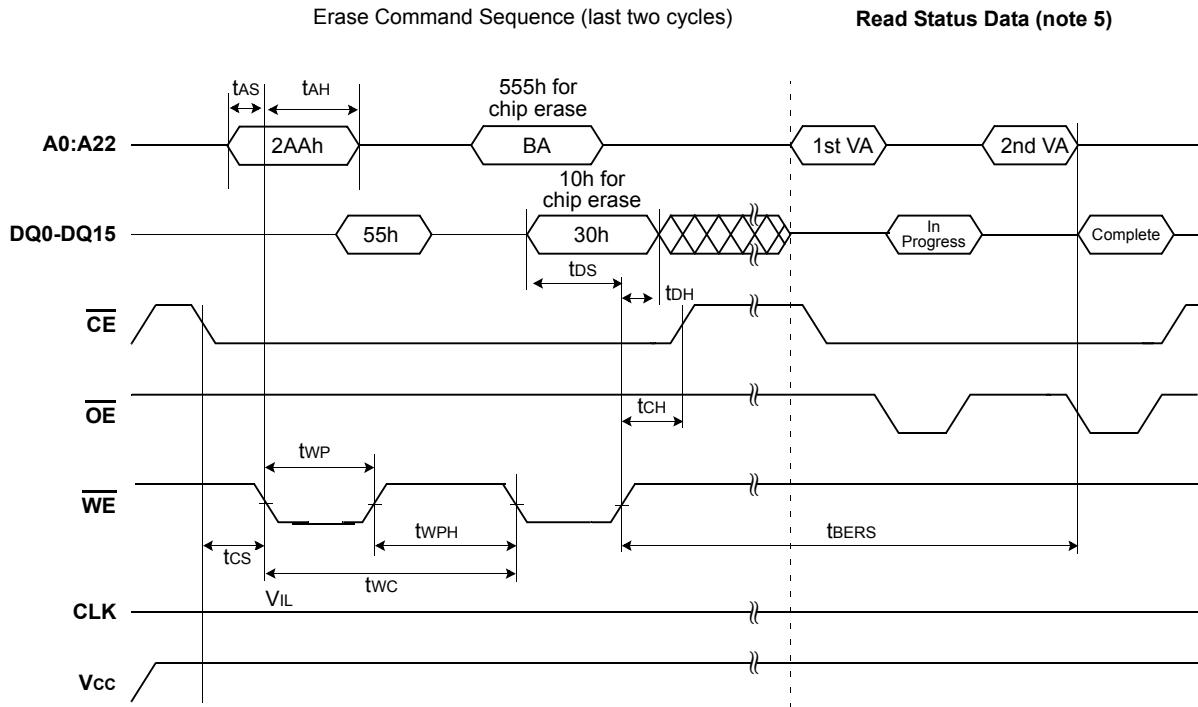 Erase Command Sequence (last two cycles)
Read Status Data (note 5)
tAS
tAH
555h for
chip erase
A0:A22
2AAh
BA
1st VA
2nd VA
10h for
chip erase
DQ0-DQ15
55h
30h
In
Progress
Complete
tDS
tDH
CE
OE
tCH
tWP
WE
tWPH
tBERS
tCS
tWC
VIL
CLK
VCC